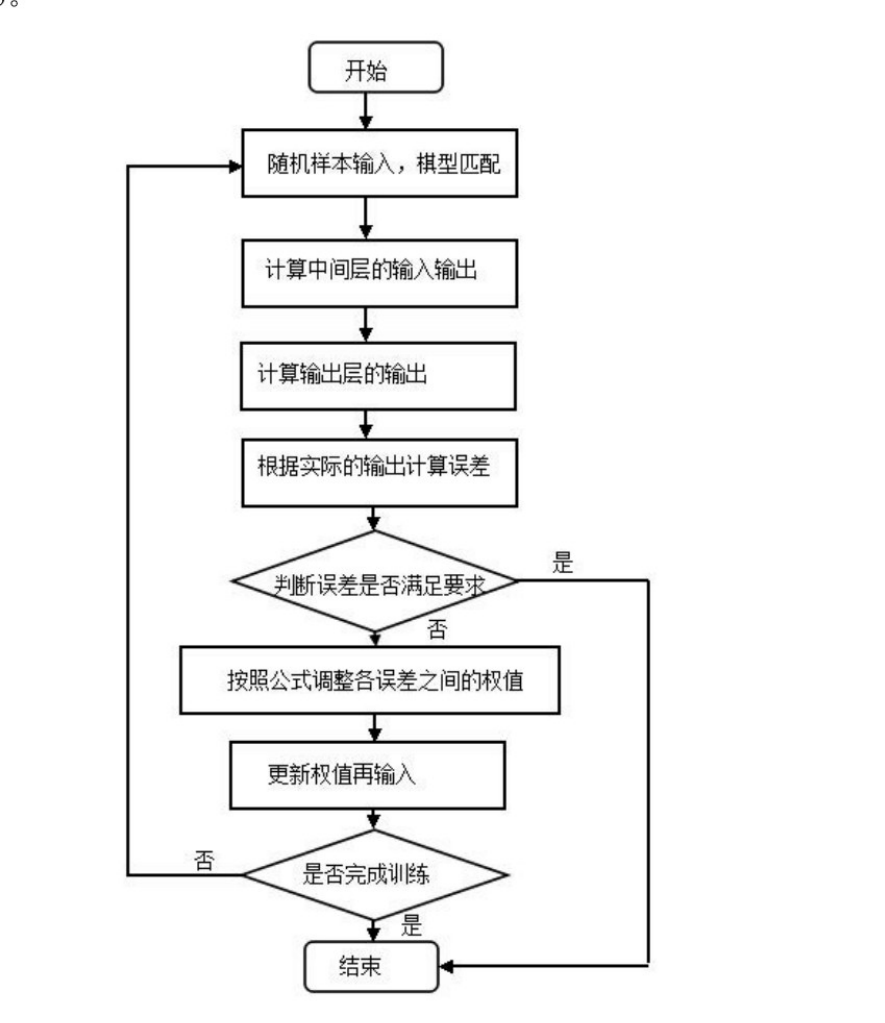 开始
随机样本输入，棋型匹配
计算中间层的输入输出
计算输出层的输出
根据实际的输出计算误差
判断误差是否满足要求
是
否
按照公式调整各误差之间的权值
更新权值再输入
是否完成训练
否
是
结束